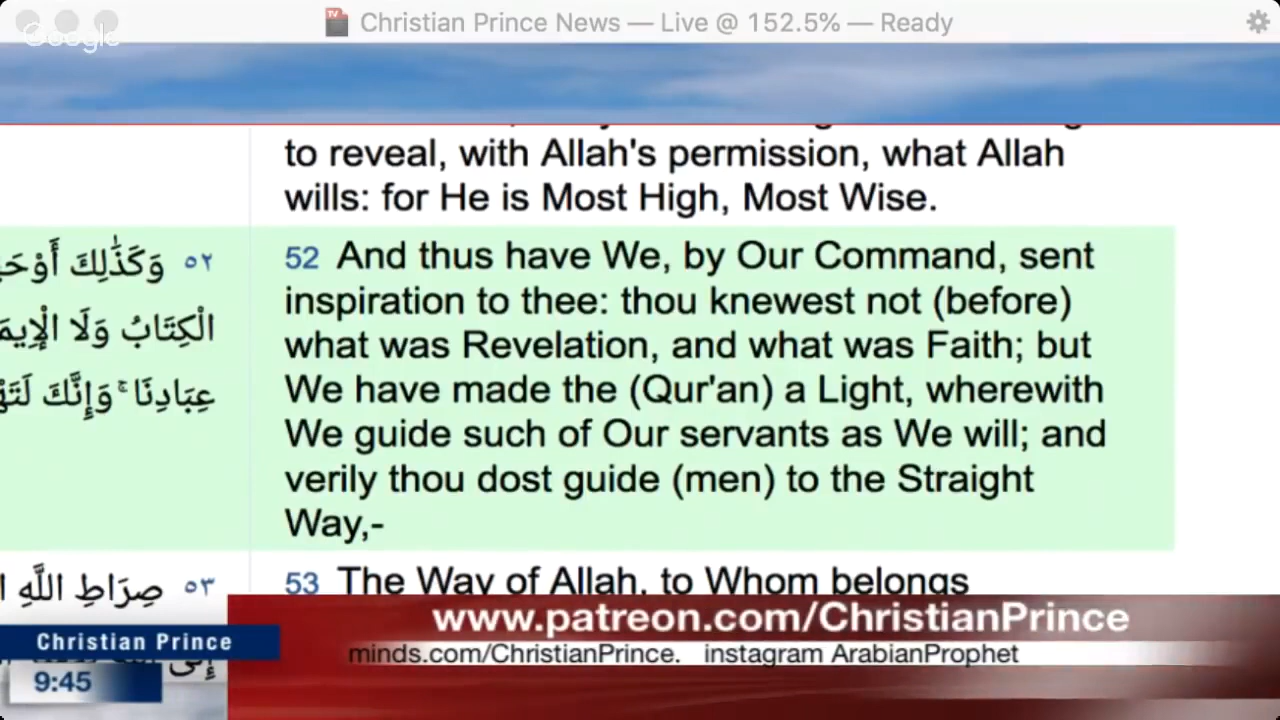 Google
Christian Prince News — Live @ 152.5% — Ready
to reveal, with Allah's permission, what Allah
wills: for He is Most High, Most Wise.
٥٢ وَكَذَٰلِكَ أَوْحَ
الْكِتَابُ وَلَا الْإِيمَ
عِبَادِنَا ۚ وَإِنَّكَ لَتَهْ
52 And thus have We, by Our Command, sent
inspiration to thee: thou knewest not (before)
what was Revelation, and what was Faith; but
We have made the (Qur'an) a Light, wherewith
We guide such of Our servants as We will; and
verily thou dost guide (men) to the Straight
Way,-
٥٣ صِرَاطِ اللَّهِ ا
53 The Way of Allah, to Whom belongs
www.patreon.com/ChristianPrince
Christian Prince
minds.com/ChristianPrince. instagram ArabianProphet
9:45